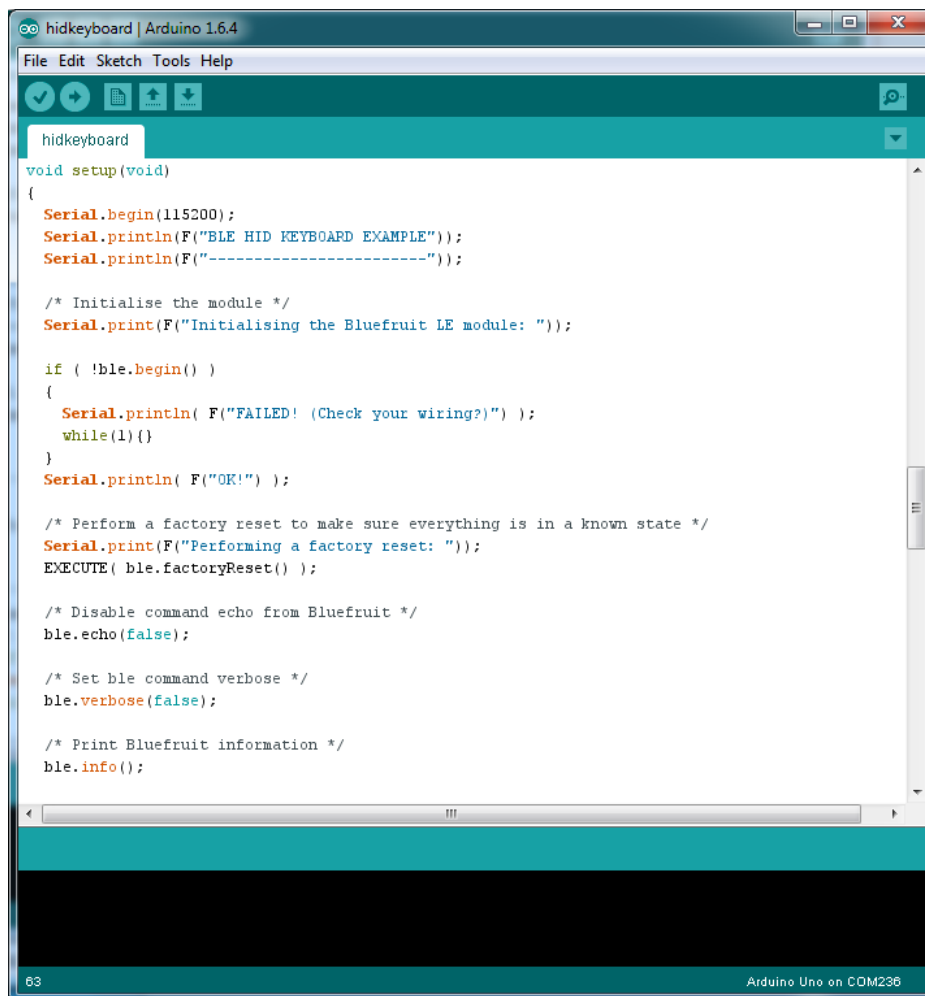 hidkeyboard | Arduino 1.6.4
File Edit Sketch Tools Help
hidkeyboard
void setup(void)
{
  Serial.begin(115200);
  Serial.println(F("BLE HID KEYBOARD EXAMPLE"));
  Serial.println(F("------------------------"));

  /* Initialise the module */
  Serial.print(F("Initialising the Bluefruit LE module: "));

  if ( !ble.begin() )
  {
    Serial.println( F("FAILED! (Check your wiring?)") );
    while(1){}
  }
  Serial.println( F("OK!") );

  /* Perform a factory reset to make sure everything is in a known state */
  Serial.print(F("Performing a factory reset: "));
  EXECUTE( ble.factoryReset() );

  /* Disable command echo from Bluefruit */
  ble.echo(false);

  /* Set ble command verbose */
  ble.verbose(false);

  /* Print Bluefruit information */
  ble.info();
63
Arduino Uno on COM236